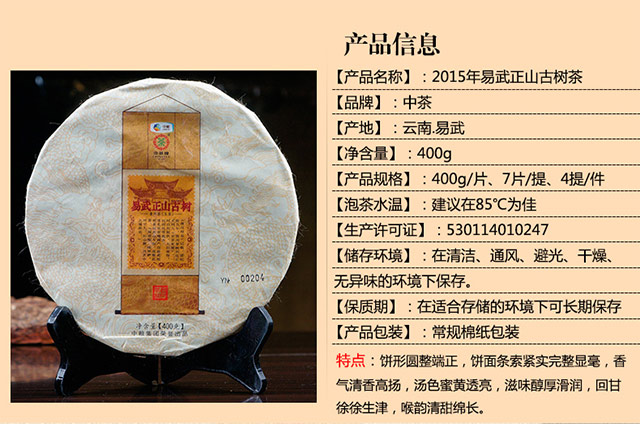 产品信息
【产品名称】：2015年易武正山古树茶
【品牌】：中茶
【产地】：云南.易武
【净含量】：400g
【产品规格】：400g/片、7片/提、4提/件
【泡茶水温】：建议在85℃为佳
【生产许可证】：530114010247
【储存环境】：在清洁、通风、避光、干燥、
无异味的环境下保存。
【保质期】：在适合存储的环境下可长期保存
【产品包装】：常规棉纸包装
特点：饼形圆整端正，饼面条索紧实完整显毫，香
气清香高扬，汤色蜜黄透亮，滋味醇厚滑润，回甘
徐徐生津，喉韵清甜绵长。
易武正山古树
00204
净含量【400克】
中粮集团荣誉出品